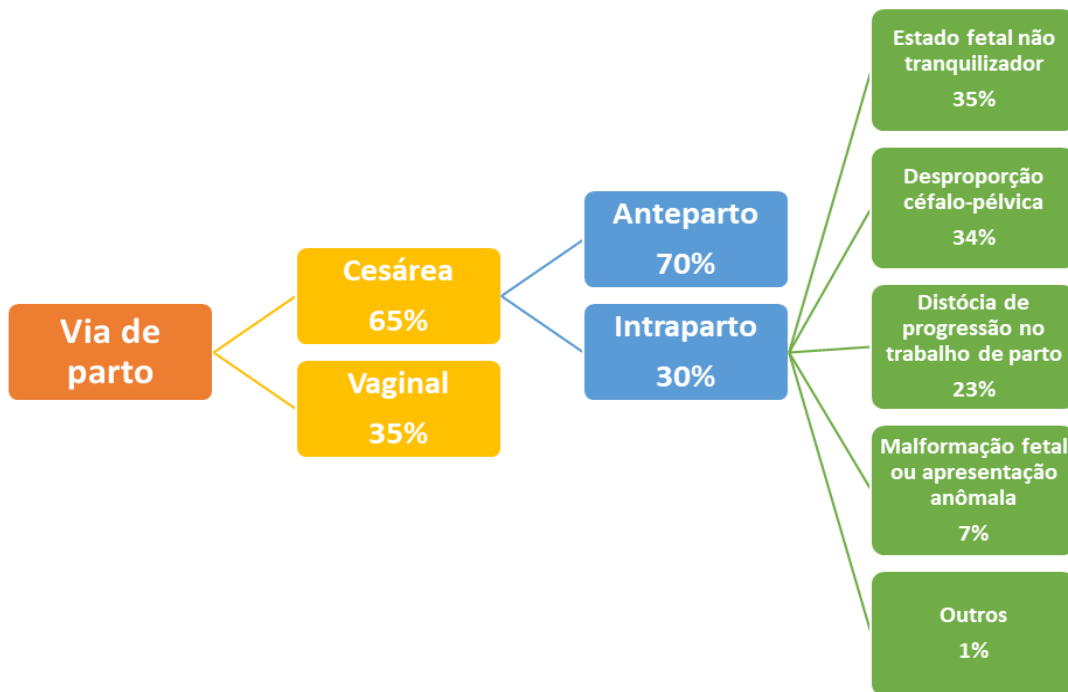 Via de
parto
Cesárea
65%
Vaginal
35%
Anteparto
70%
Intraparto
30%
Estado fetal não
tranquilizador
35%
Desproporção
céfalo-pélvica
34%
Distócia de
progressão no
trabalho de parto
23%
Malformação fetal
ou apresentação
anômala
7%
Outros
1%